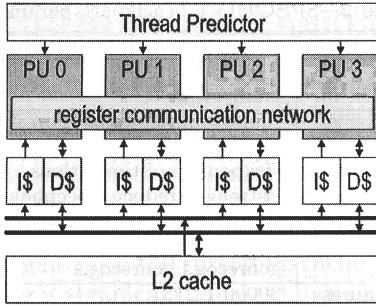 Thread Predictor
PU 0 PU 1 PU 2 PU 3
register communication network
I$ D$ I$ D$ I$ D$ I$ D$
L2 cache